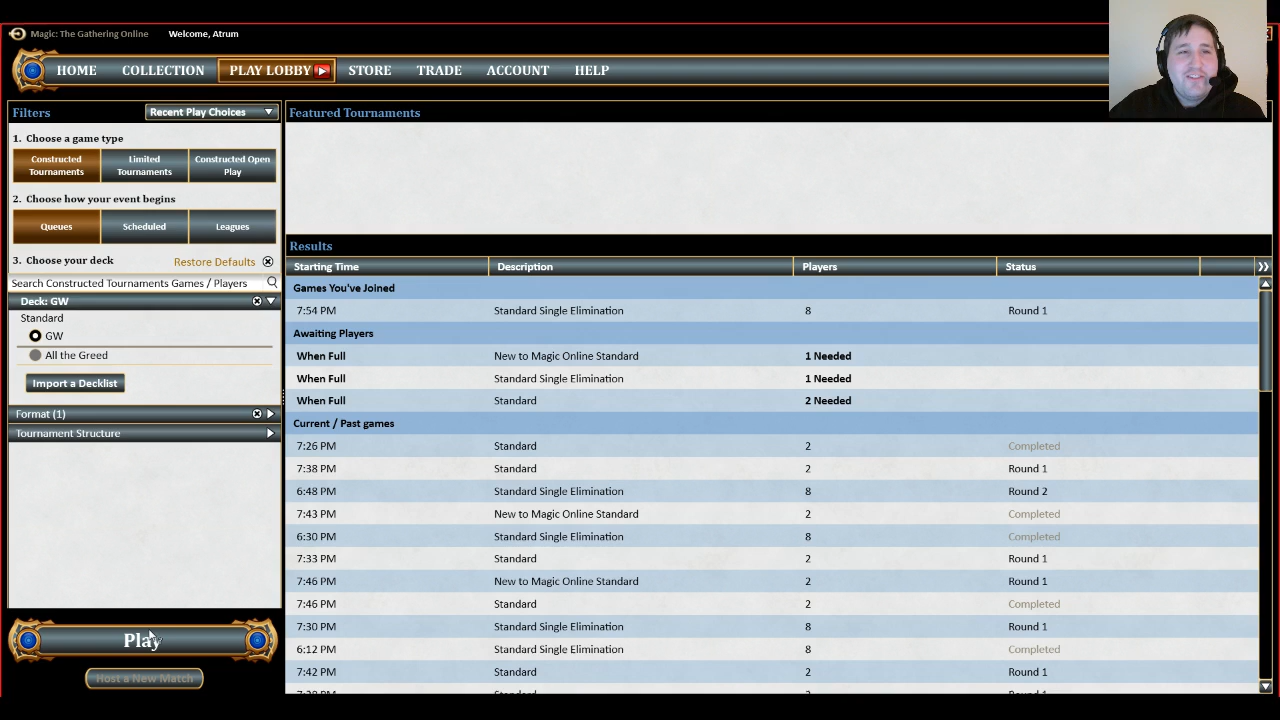 Magic: The Gathering Online Welcome, Atrum
HOME COLLECTION PLAY LOBBY STORE TRADE ACCOUNT HELP
Filters Recent Play Choices
1. Choose a game type
Constructed Tournaments Limited Tournaments Constructed Open Play
2. Choose how your event begins
Queues Scheduled Leagues
3. Choose your deck Restore Defaults
Search Constructed Tournaments Games / Players
Deck: GW
Standard
GW
All the Greed
Import a Decklist
Format (1)
Tournament Structure
Play
Host a New Match
Featured Tournaments
Results
Starting Time Description Players Status
Games You've Joined
7:54 PM Standard Single Elimination 8 Round 1
Awaiting Players
When Full New to Magic Online Standard 1 Needed
When Full Standard Single Elimination 1 Needed
When Full Standard 2 Needed
Current / Past games
7:26 PM Standard 2 Completed
7:38 PM Standard 2 Round 1
6:48 PM Standard Single Elimination 8 Round 2
7:43 PM New to Magic Online Standard 2 Completed
6:30 PM Standard Single Elimination 8 Completed
7:33 PM Standard 2 Round 1
7:46 PM New to Magic Online Standard 2 Round 1
7:46 PM Standard 2 Completed
7:30 PM Standard Single Elimination 8 Round 1
6:12 PM Standard Single Elimination 8 Completed
7:42 PM Standard 2 Round 1